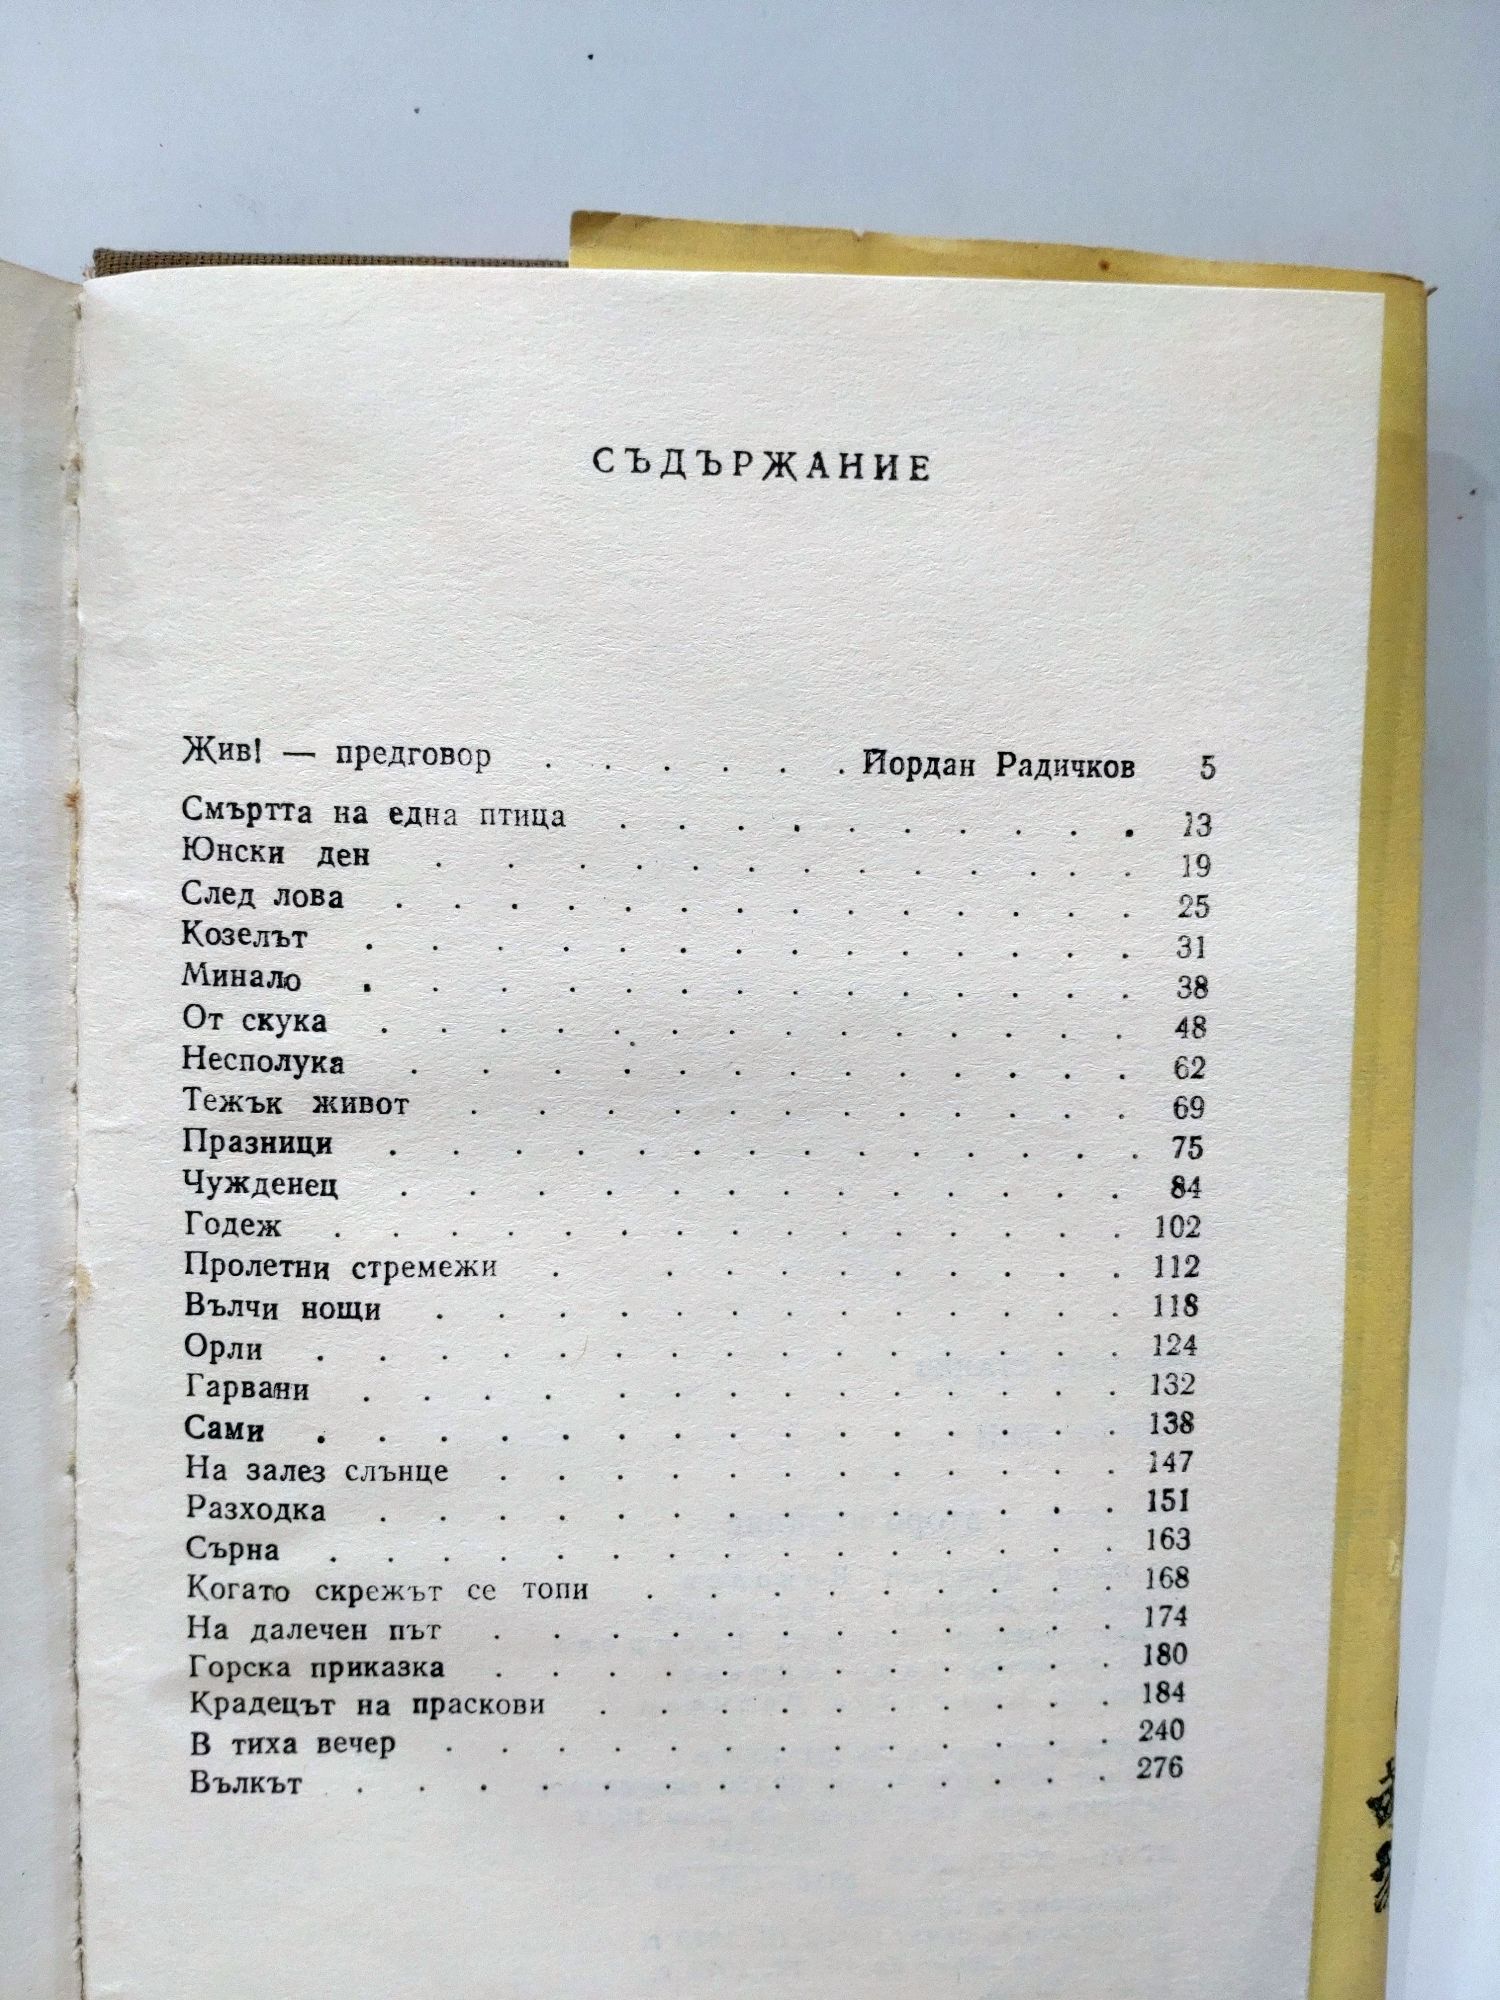 СЪДЪРЖАНИЕ
Жив! — предговор . . . . . . Йордан Радичков 5
Смъртта на една птица . . . . . . . . . . 13
Юнски ден . . . . . . . . . . . . 19
След лова . . . . . . . . . . . . . . 25
Козелът . . . . . . . . . . . . . . 31
Минало . . . . . . . . . . . . . . 38
От скука . . . . . . . . . . . . . . 48
Несполука . . . . . . . . . . . . . 62
Тежък живот . . . . . . . . . . . . 69
Празници . . . . . . . . . . . . . . 75
Чужденец . . . . . . . . . . . . . 84
Годеж . . . . . . . . . . . . . . 102
Пролетни стремежи . . . . . . . . . . 112
Вълчи нощи . . . . . . . . . . . . 118
Орли . . . . . . . . . . . . . . 124
Гарвани . . . . . . . . . . . . . 132
Сами . . . . . . . . . . . . . . 138
На залез слънце . . . . . . . . . . . 147
Разходка . . . . . . . . . . . . . 151
Сърна . . . . . . . . . . . . . . 163
Когато скрежът се топи . . . . . . . . . 168
На далечен път . . . . . . . . . . . 174
Горска приказка . . . . . . . . . . . 180
Крадецът на праскови . . . . . . . . . . 184
В тиха вечер . . . . . . . . . . . . 240
Вълкът . . . . . . . . . . . . . 276